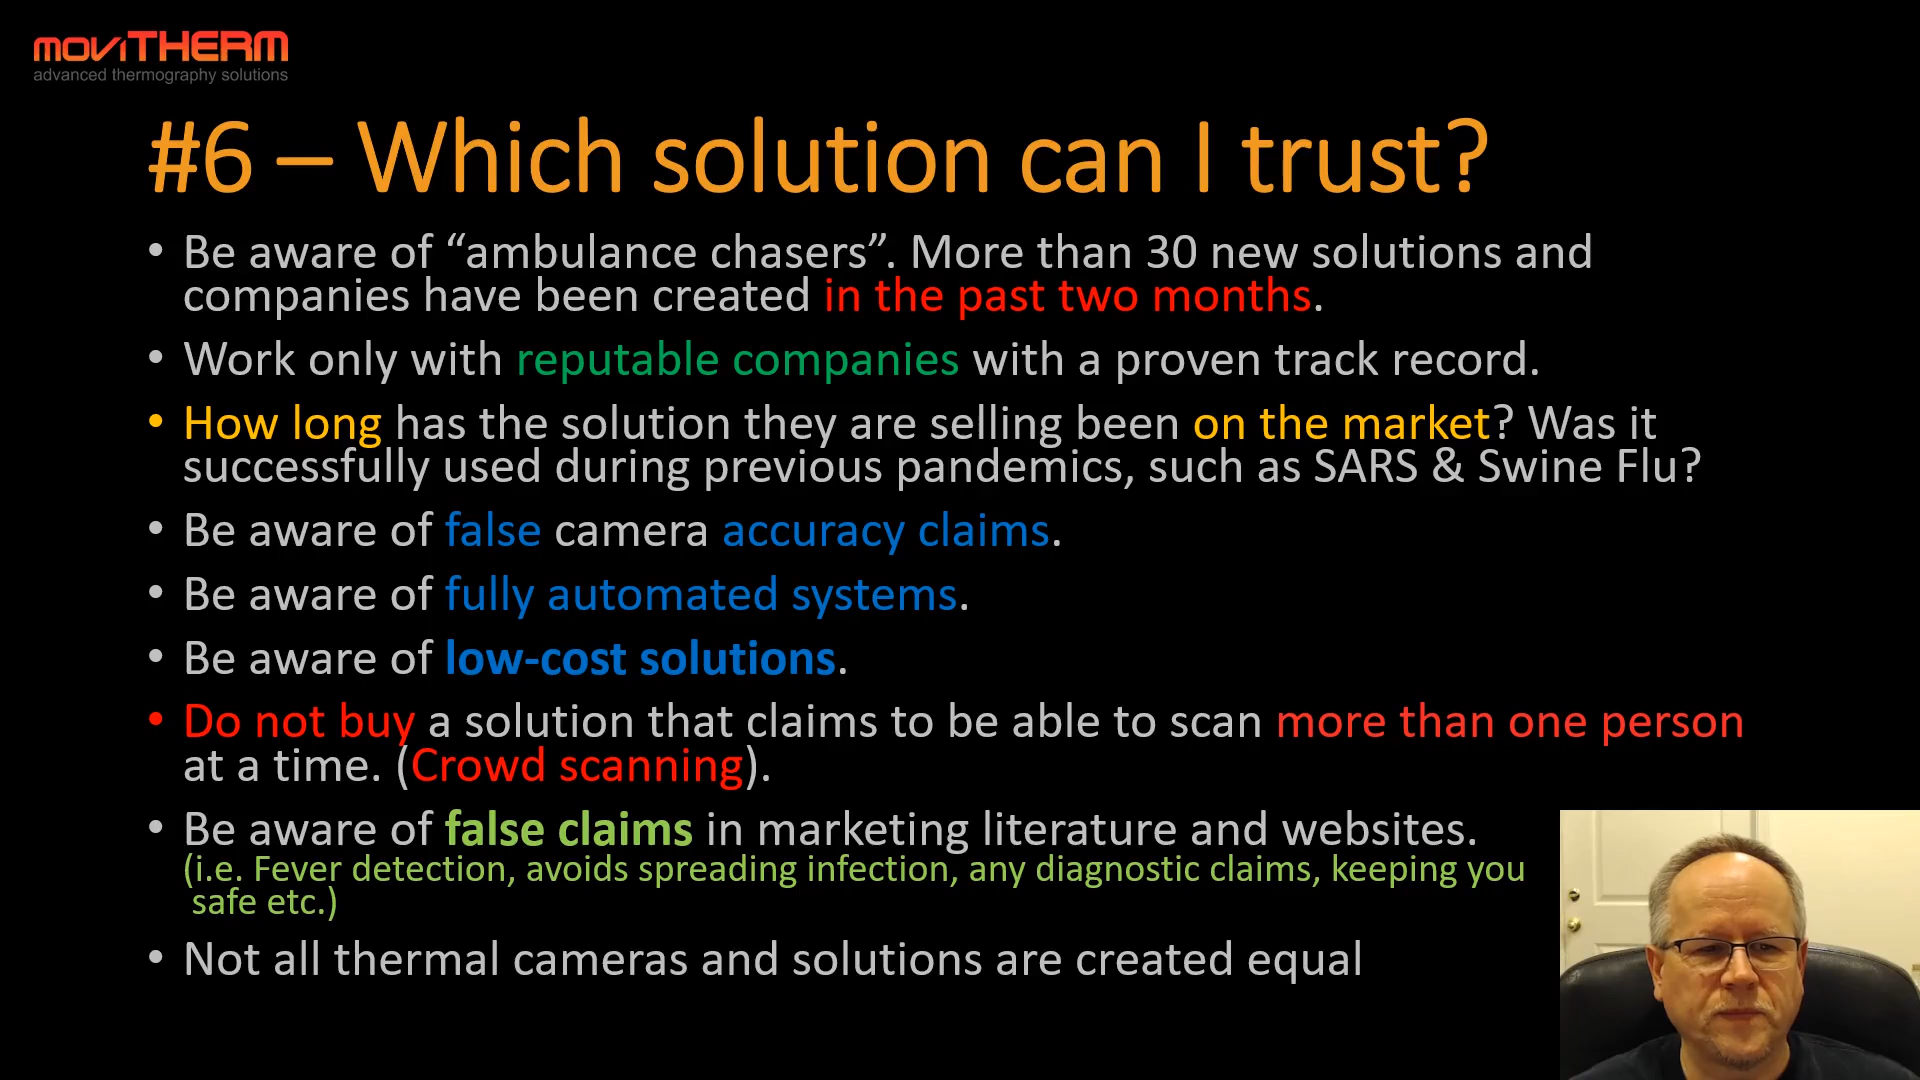 moviTHERM
advanced thermography solutions
#6 – Which solution can I trust?
• Be aware of “ambulance chasers”. More than 30 new solutions and
companies have been created in the past two months.
• Work only with reputable companies with a proven track record.
• How long has the solution they are selling been on the market? Was it
successfully used during previous pandemics, such as SARS & Swine Flu?
• Be aware of false camera accuracy claims.
• Be aware of fully automated systems.
• Be aware of low-cost solutions.
• Do not buy a solution that claims to be able to scan more than one person
at a time. (Crowd scanning).
• Be aware of false claims in marketing literature and websites.
(i.e. Fever detection, avoids spreading infection, any diagnostic claims, keeping you
safe etc.)
• Not all thermal cameras and solutions are created equal